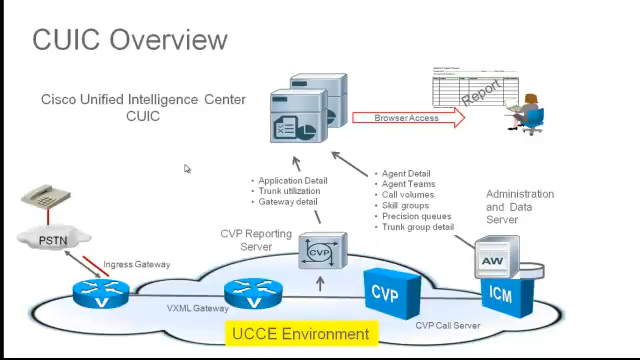 CUIC Overview
Cisco Unified Intelligence Center
CUIC
Report
Browser Access
• Application Detail
• Trunk utilization
• Gateway detail
• Agent Detail
• Agent Teams
• Call volumes
• Skill groups
• Precision queues
• Trunk group detail
Administration
and Data
Server
CVP Reporting
Server
PSTN
Ingress Gateway
CVP
AW
V
VXML Gateway
V
CVP
ICM
CVP Call Server
UCCE Environment